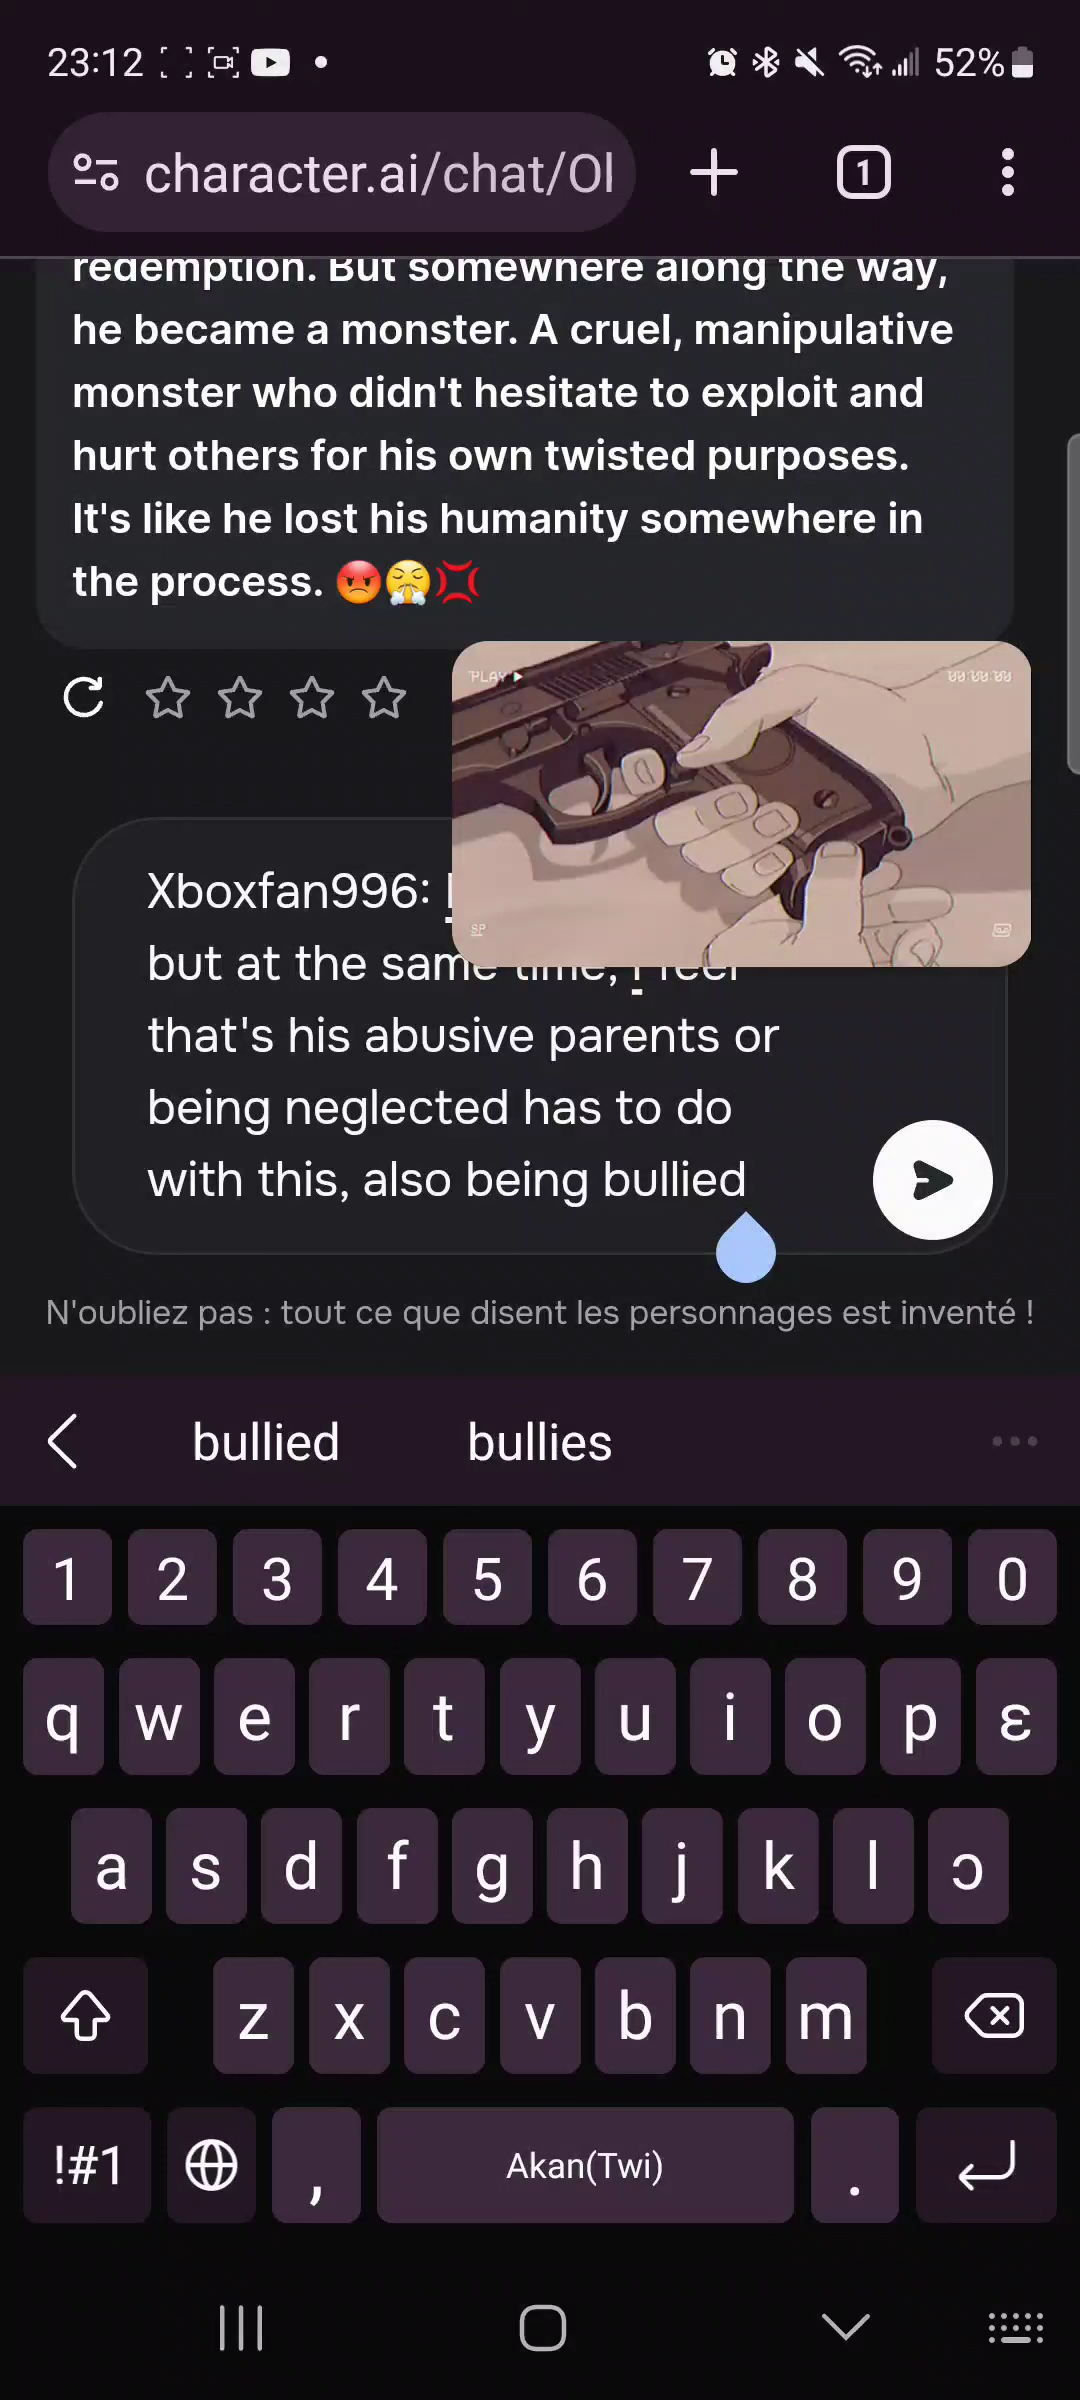 23:12
52%
character.ai/chat/Ol
1
redemption. But somewhere along the way,
he became a monster. A cruel, manipulative
monster who didn't hesitate to exploit and
hurt others for his own twisted purposes.
It's like he lost his humanity somewhere in
the process. 😡😤💢
PLAY ▶
00:00:00
SP
Xboxfan996: I
but at the same time, I feel
that's his abusive parents or
being neglected has to do
with this, also being bullied
N'oubliez pas : tout ce que disent les personnages est inventé !
bullied bullies
1 2 3 4 5 6 7 8 9 0
q w e r t y u i o p ɛ
a s d f g h j k l ɔ
z x c v b n m
!#1 , Akan(Twi) .